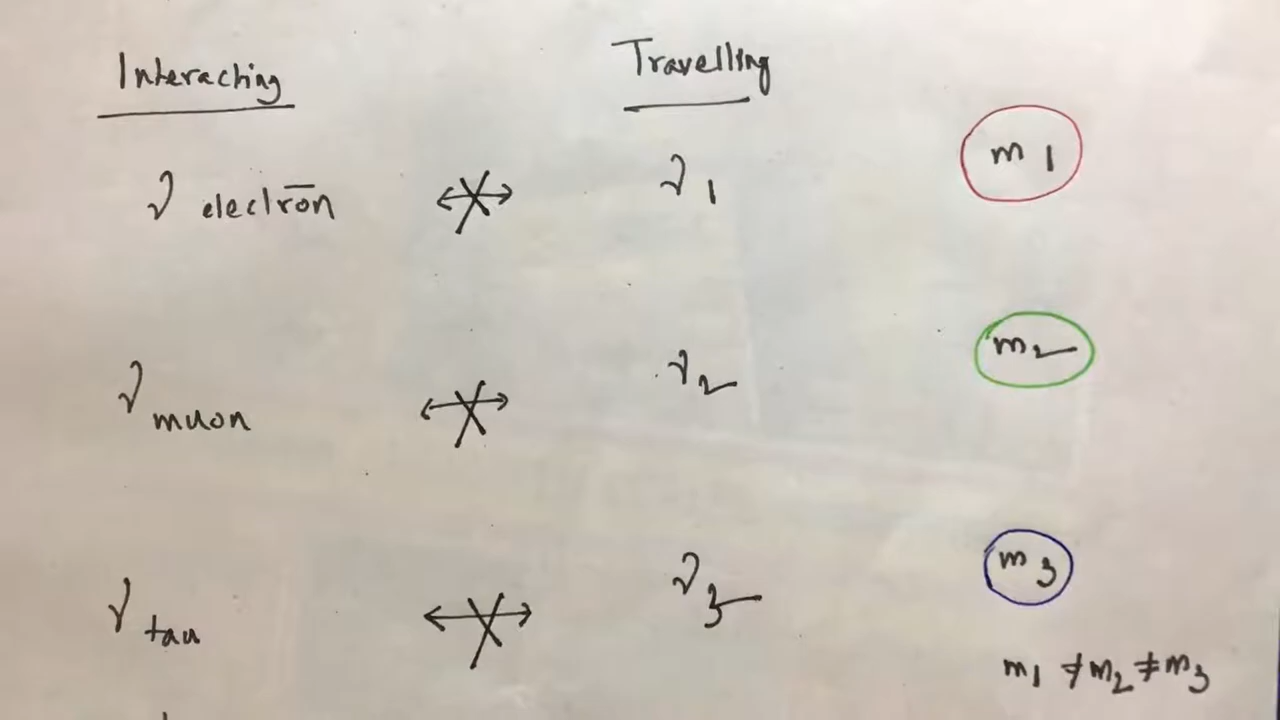 Interacting Travelling
ν electron ν1 m1
ν muon ν2 m2
ν tau ν3 m3
m1 ≠ m2 ≠ m3